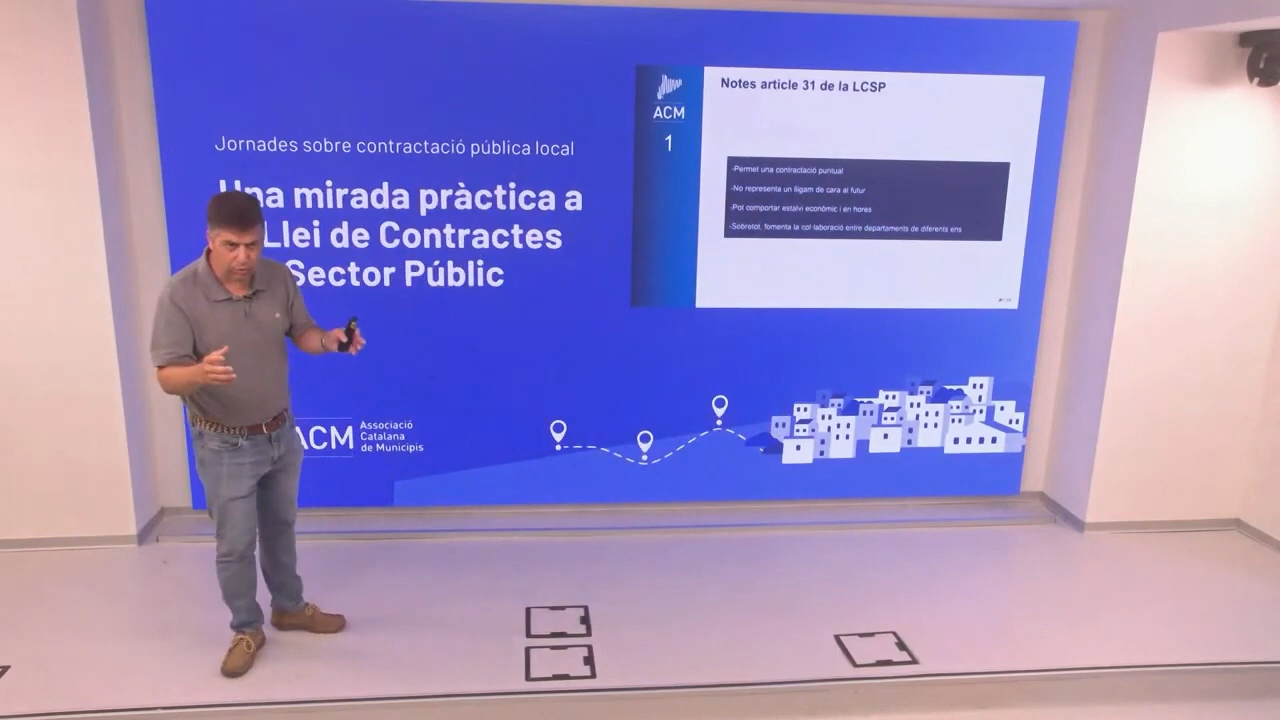 Jornades sobre contractació pública local
Una mirada pràctica a
Llei de Contractes
Sector Públic
ACM
Associació
Catalana
de Municipis
ACM
1
Notes article 31 de la LCSP
-Permet una contractació puntual
-No representa un lligam de cara al futur
-Pot comportar estalvi econòmic i en hores
-Sobretot, fomenta la col·laboració entre departaments de diferents ens